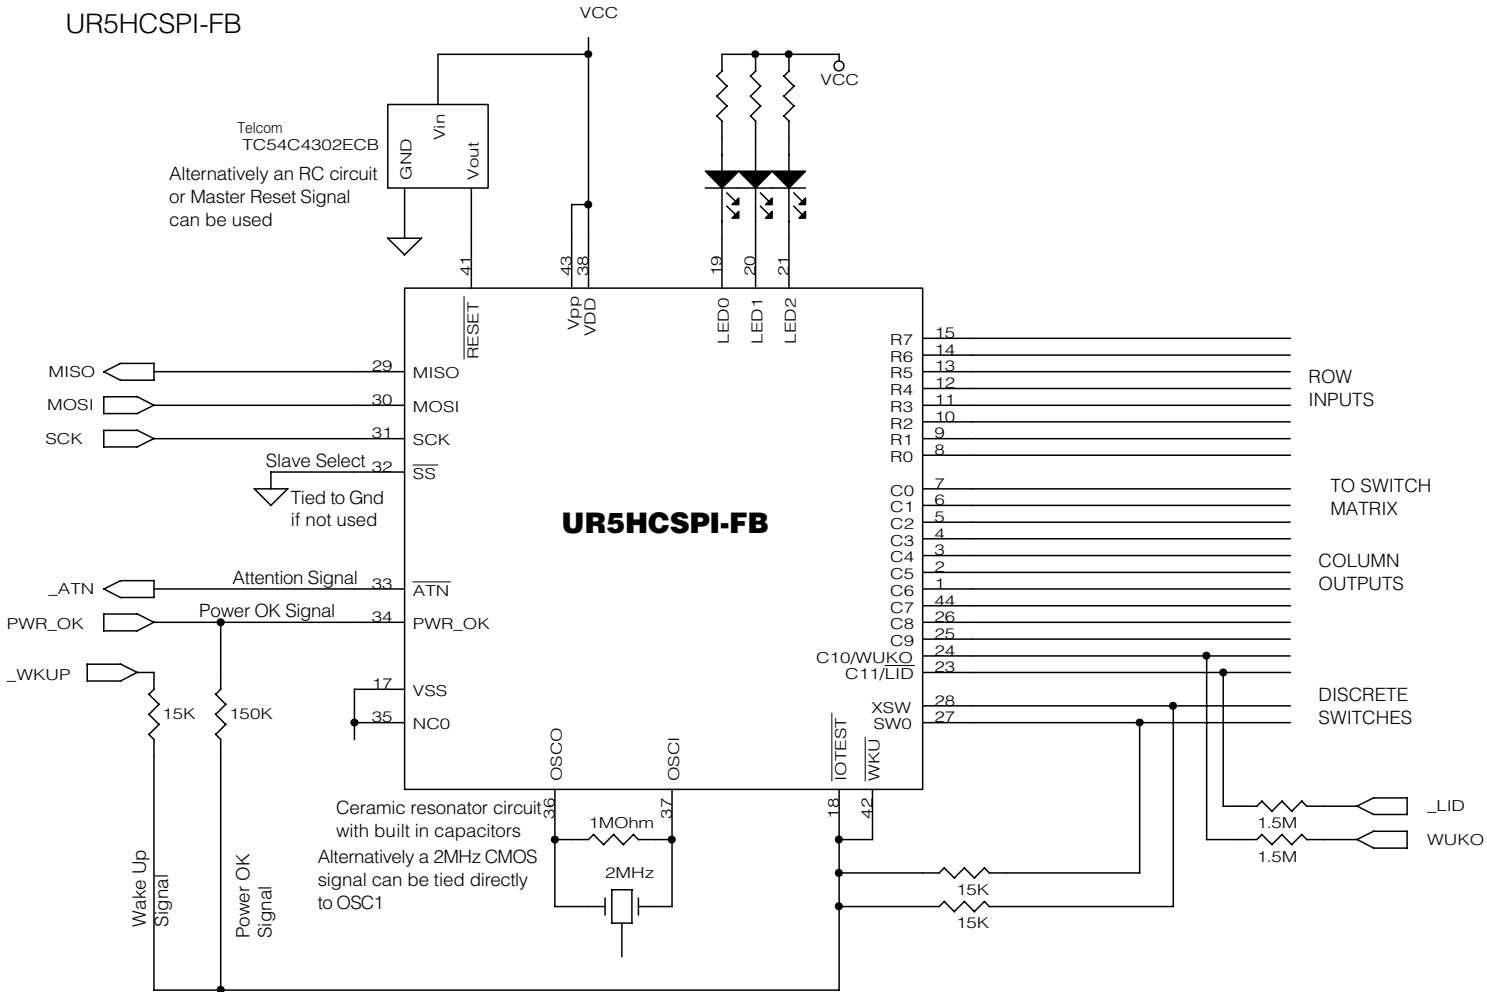 UR5HCSPI-FB
VCC
VCC
Telcom
TC54C4302ECB
GND
Vin
Vout
Alternatively an RC circuit
or Master Reset Signal
can be used
41
43
38
19
20
21
RESET
Vpp
VDD
LED0
LED1
LED2
MISO
29
MISO
MOSI
30
MOSI
SCK
31
SCK
Slave Select
32
SS
Tied to Gnd
if not used
UR5HCSPI-FB
_ATN
Attention Signal
33
ATN
PWR_OK
Power OK Signal
34
PWR_OK
_WKUP
15K
150K
17
VSS
35
NC0
R7 15
R6 14
R5 13
R4 12
R3 11
R2 10
R1 9
R0 8
ROW
INPUTS
C0 7
C1 6
C2 5
C3 4
C4 3
C5 2
C6 1
C7 44
C8 26
C9 25
C10/WUKO 24
C11/LID 23
TO SWITCH
MATRIX
COLUMN
OUTPUTS
XSW 28
SW0 27
DISCRETE
SWITCHES
OSCO
OSCI
IOTEST
WKU
36
37
18
42
Ceramic resonator circuit
with built in capacitors
Alternatively a 2MHz CMOS
signal can be tied directly
to OSC1
1MOhm
2MHz
1.5M
_LID
1.5M
WUKO
15K
15K
Wake Up
Signal
Power OK
Signal